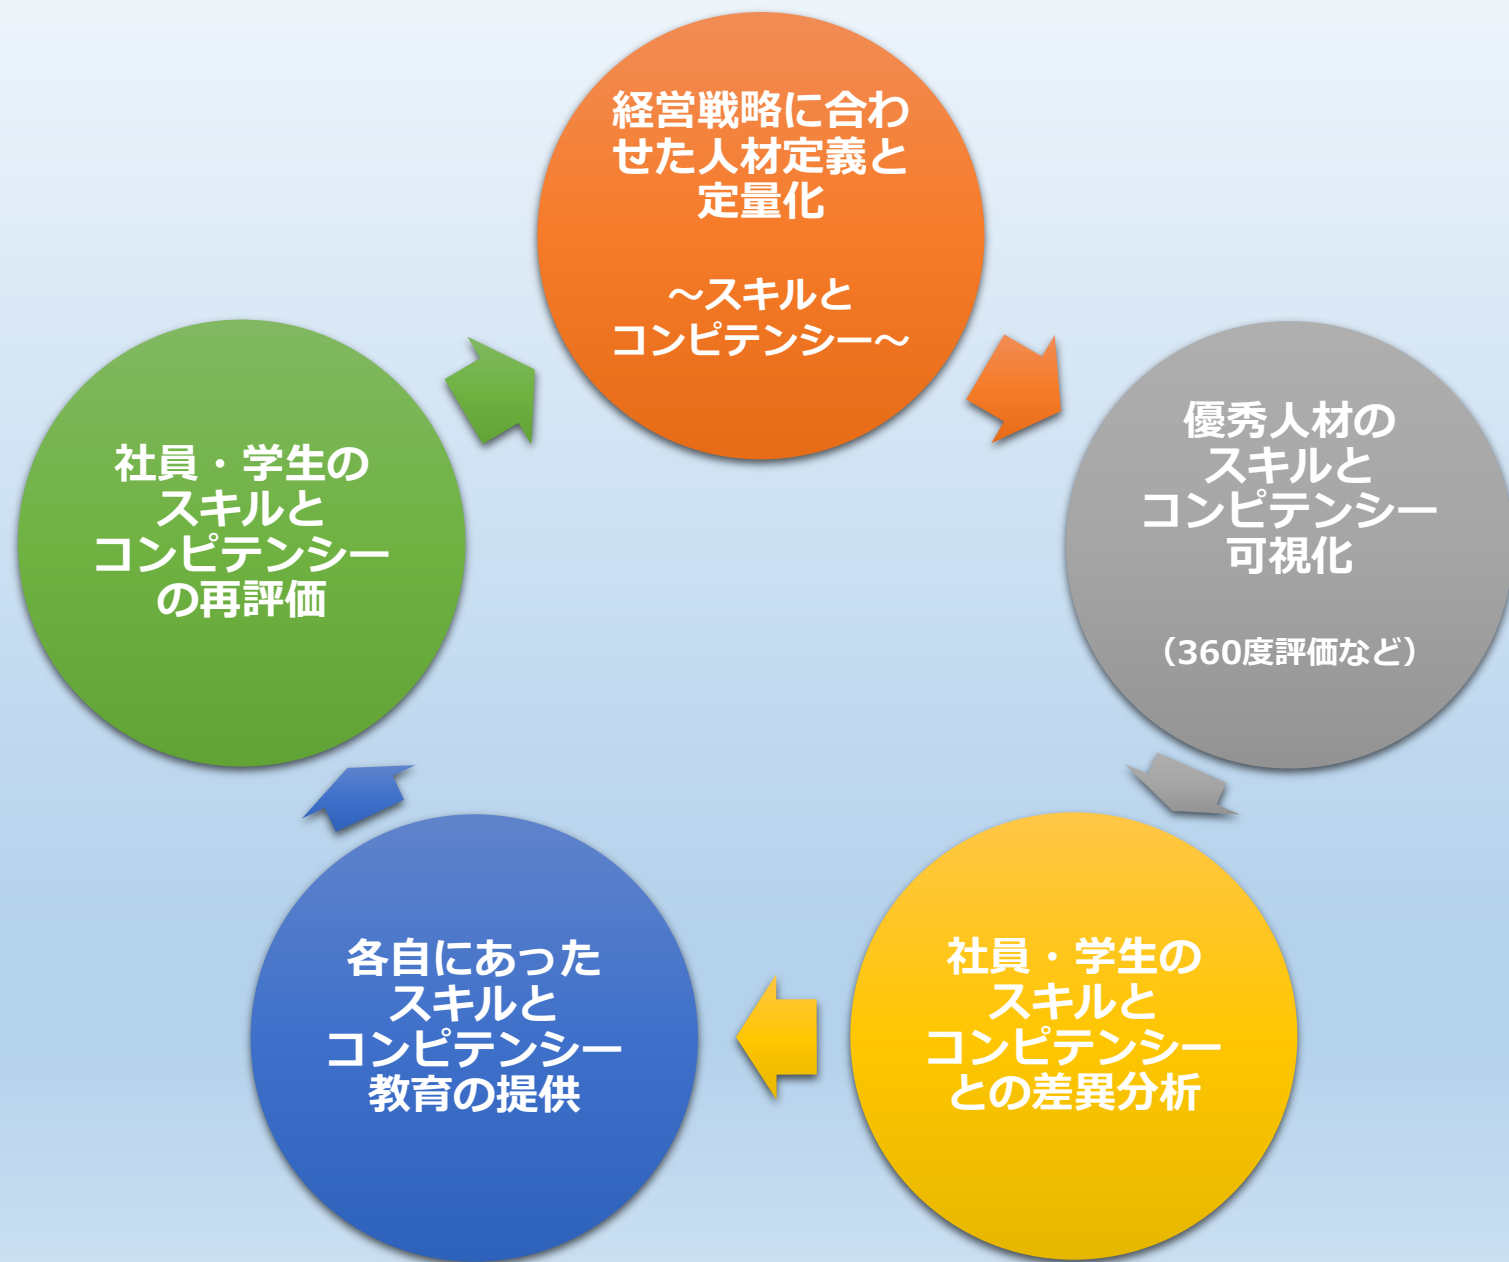 経営戦略に合わ
せた人材定義と
定量化
～スキルと
コンピテンシー～
優秀人材の
スキルと
コンピテンシー
可視化
（360度評価など）
社員・学生の
スキルと
コンピテンシー
との差異分析
各自にあった
スキルと
コンピテンシー
教育の提供
社員・学生の
スキルと
コンピテンシー
の再評価